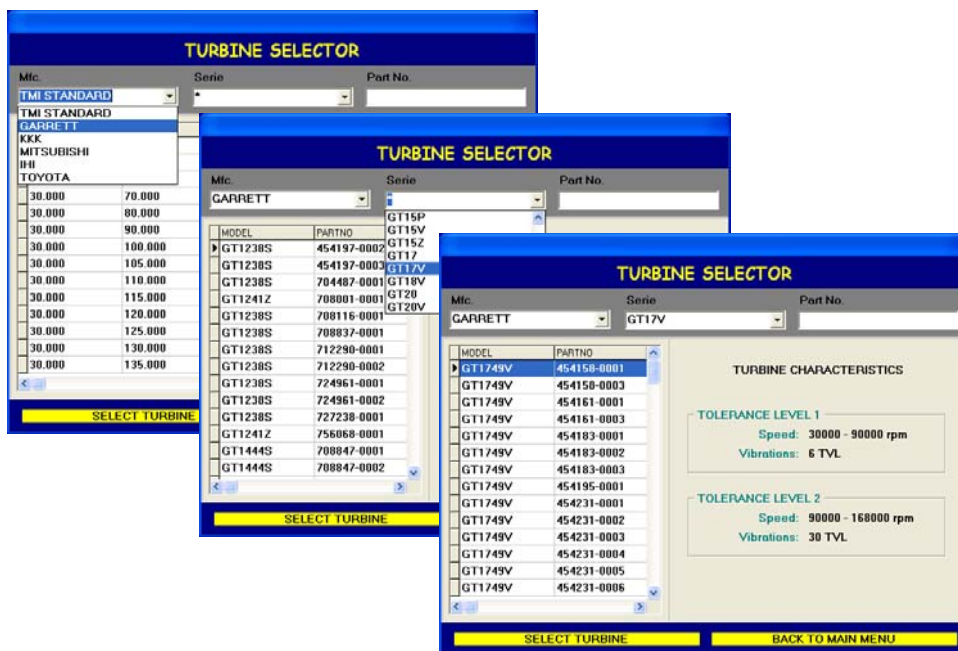 TURBINE SELECTOR
Mfc. Serie Part No.
TMI STANDARD *
TMI STANDARD
GARRETT
KKK
MITSUBISHI
IHI
TOYOTA
30.000 70.000
30.000 80.000
30.000 90.000
30.000 100.000
30.000 105.000
30.000 110.000
30.000 115.000
30.000 120.000
30.000 125.000
30.000 130.000
30.000 135.000
SELECT TURBINE
TURBINE SELECTOR
Mfc. Serie Part No.
GARRETT
GT15P
GT15V
GT15Z
GT17
GT17V
GT18V
GT20
GT20V
MODEL PARTNO
GT1238S 454197-0002
GT1238S 454197-0003
GT1238S 704487-0001
GT1241Z 708001-0001
GT1238S 708116-0001
GT1238S 708837-0001
GT1238S 712290-0001
GT1238S 712290-0002
GT1238S 724961-0001
GT1238S 724961-0002
GT1238S 727238-0001
GT1241Z 756068-0001
GT1444S 708847-0001
GT1444S 708847-0002
SELECT TURBINE
TURBINE SELECTOR
Mfc. Serie Part No.
GARRETT GT17V
MODEL PARTNO
GT1749V 454158-0001
GT1749V 454158-0003
GT1749V 454161-0001
GT1749V 454161-0003
GT1749V 454183-0001
GT1749V 454183-0002
GT1749V 454183-0003
GT1749V 454195-0001
GT1749V 454231-0001
GT1749V 454231-0002
GT1749V 454231-0003
GT1749V 454231-0004
GT1749V 454231-0005
GT1749V 454231-0006
TURBINE CHARACTERISTICS
TOLERANCE LEVEL 1
Speed: 30000 - 90000 rpm
Vibrations: 6 TVL
TOLERANCE LEVEL 2
Speed: 90000 - 168000 rpm
Vibrations: 30 TVL
SELECT TURBINE BACK TO MAIN MENU